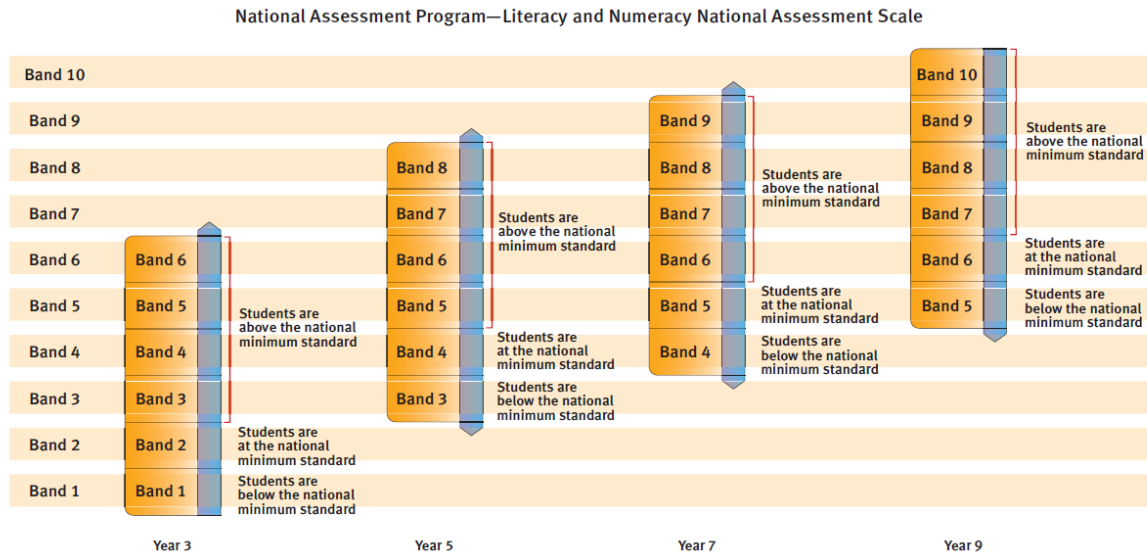 National Assessment Program—Literacy and Numeracy National Assessment Scale
Band 10
Band 9
Band 8
Band 7
Band 6
Band 5
Band 4
Band 3
Band 2
Band 1
Band 6
Band 5
Band 4
Band 3
Band 2
Band 1
Students are
above the national
minimum standard
Students are
at the national
minimum standard
Students are
below the national
minimum standard
Year 3
Band 8
Band 7
Band 6
Band 5
Band 4
Band 3
Students are
above the national
minimum standard
Students are
at the national
minimum standard
Students are
below the national
minimum standard
Year 5
Band 9
Band 8
Band 7
Band 6
Band 5
Band 4
Students are
above the national
minimum standard
Students are
at the national
minimum standard
Students are
below the national
minimum standard
Year 7
Band 10
Band 9
Band 8
Band 7
Band 6
Band 5
Students are
above the national
minimum standard
Students are
at the national
minimum standard
Students are
below the national
minimum standard
Year 9